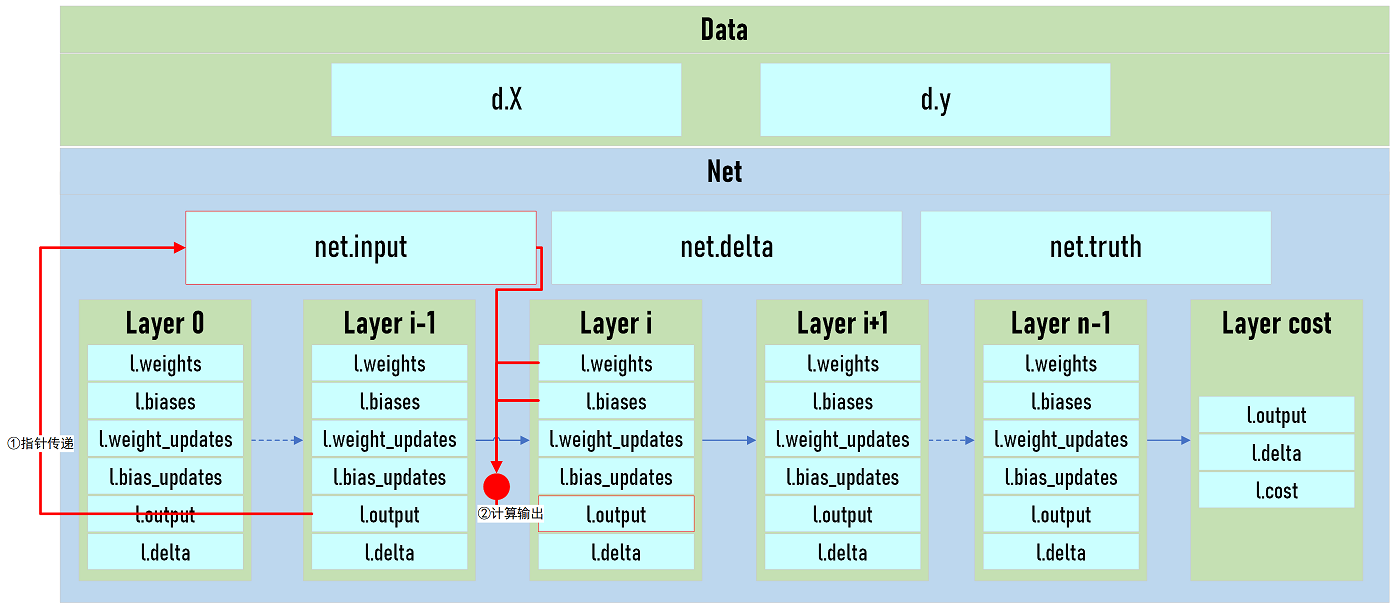 Data
d.X
d.y
Net
net.input
net.delta
net.truth
Layer 0
l.weights
l.biases
l.weight_updates
l.bias_updates
l.output
l.delta
Layer i-1
l.weights
l.biases
l.weight_updates
l.bias_updates
l.output
l.delta
Layer i
l.weights
l.biases
l.weight_updates
l.bias_updates
l.output
l.delta
Layer i+1
l.weights
l.biases
l.weight_updates
l.bias_updates
l.output
l.delta
Layer n-1
l.weights
l.biases
l.weight_updates
l.bias_updates
l.output
l.delta
Layer cost
l.output
l.delta
l.cost
①指针传递
②计算输出